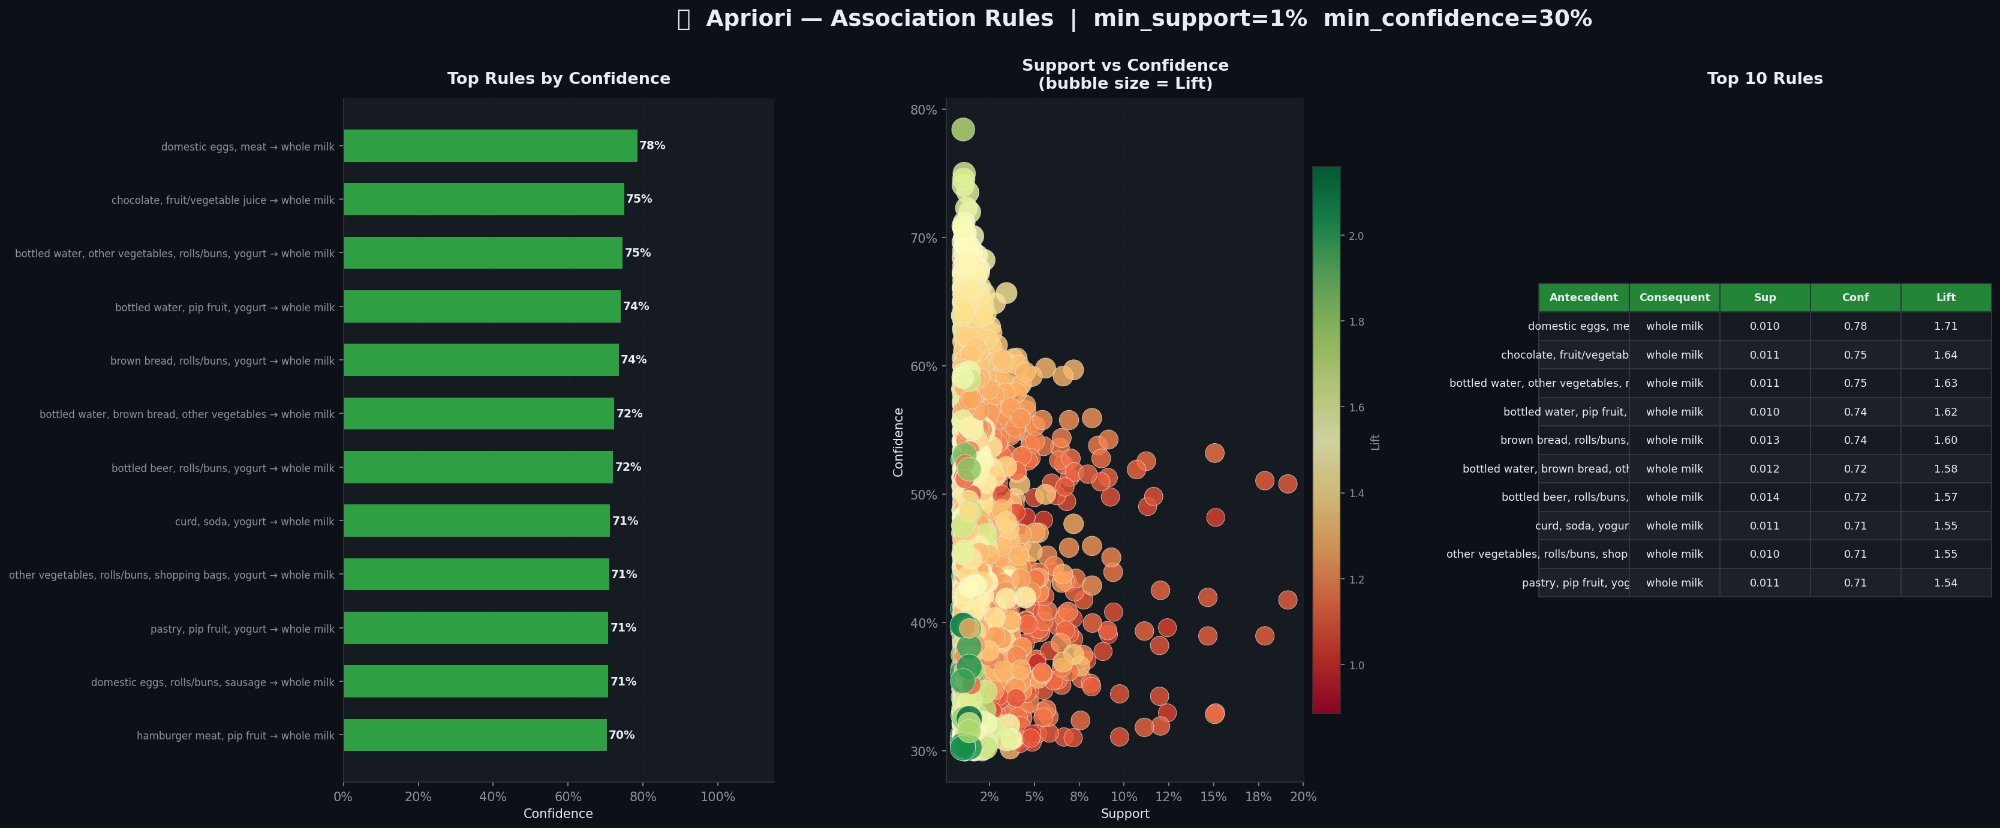 Apriori — Association Rules | min_support=1% min_confidence=30%
Top Rules by Confidence
domestic eggs, meat → whole milk 78%
chocolate, fruit/vegetable juice → whole milk 75%
bottled water, other vegetables, rolls/buns, yogurt → whole milk 75%
bottled water, pip fruit, yogurt → whole milk 74%
brown bread, rolls/buns, yogurt → whole milk 74%
bottled water, brown bread, other vegetables → whole milk 72%
bottled beer, rolls/buns, yogurt → whole milk 72%
curd, soda, yogurt → whole milk 71%
other vegetables, rolls/buns, shopping bags, yogurt → whole milk 71%
pastry, pip fruit, yogurt → whole milk 71%
domestic eggs, rolls/buns, sausage → whole milk 71%
hamburger meat, pip fruit → whole milk 70%
0% 20% 40% 60% 80% 100%
Confidence
Support vs Confidence
(bubble size = Lift)
80%
70%
60%
50%
40%
30%
Confidence
2% 5% 8% 10% 12% 15% 18% 20%
Support
2.0
1.8
1.6
1.4
1.2
1.0
Lift
Top 10 Rules
Antecedent Consequent Sup Conf Lift
domestic eggs, me whole milk 0.010 0.78 1.71
chocolate, fruit/vegetab whole milk 0.011 0.75 1.64
bottled water, other vegetables, r whole milk 0.011 0.75 1.63
bottled water, pip fruit, whole milk 0.010 0.74 1.62
brown bread, rolls/buns, whole milk 0.013 0.74 1.60
bottled water, brown bread, oth whole milk 0.012 0.72 1.58
bottled beer, rolls/buns, whole milk 0.014 0.72 1.57
curd, soda, yogur whole milk 0.011 0.71 1.55
other vegetables, rolls/buns, shop whole milk 0.010 0.71 1.55
pastry, pip fruit, yog whole milk 0.011 0.71 1.54